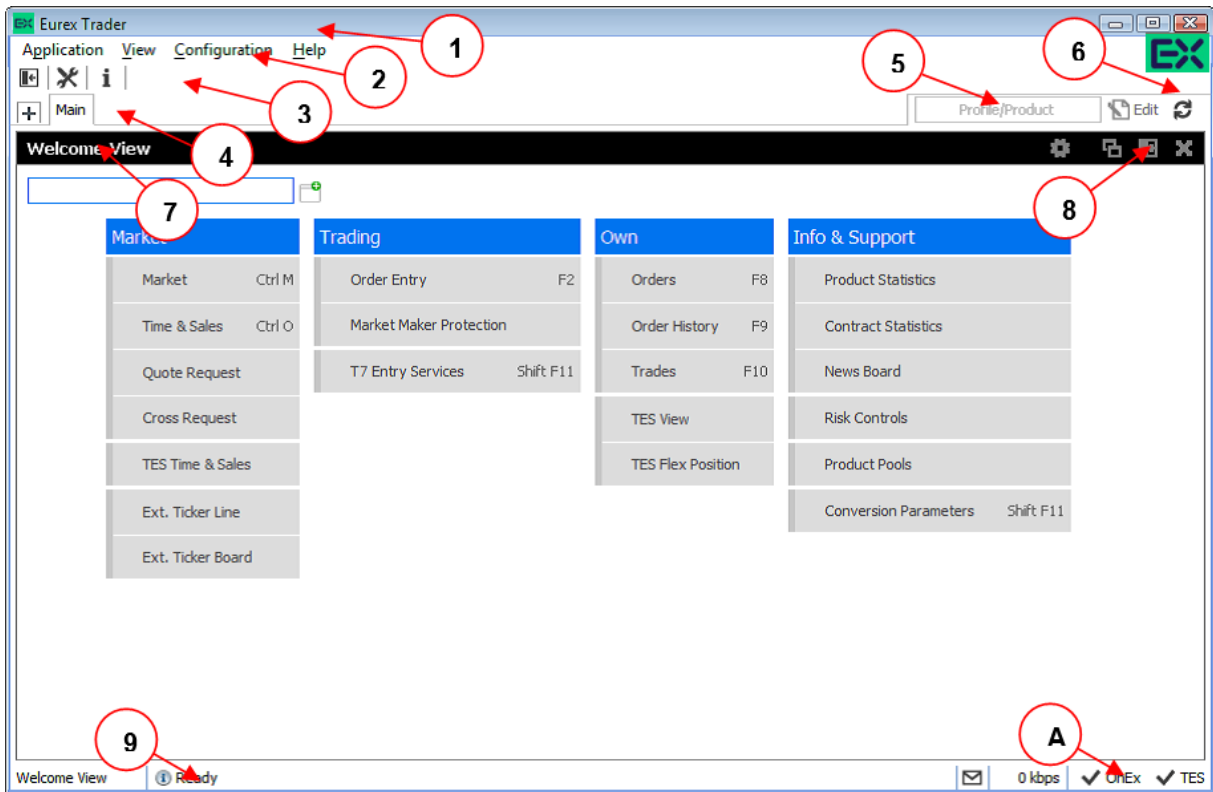 EX Eurex Trader
1
Application View Configuration Help
2
5
6
EX
3
Main
Profile/Product Edit
4
Welcome View
7
8
Market Trading Own Info & Support
Market Ctrl M Order Entry F2 Orders F8 Product Statistics
Time & Sales Ctrl O Market Maker Protection Order History F9 Contract Statistics
Quote Request T7 Entry Services Shift F11 Trades F10 News Board
Cross Request TES View Risk Controls
TES Time & Sales TES Flex Position Product Pools
Ext. Ticker Line Conversion Parameters Shift F11
Ext. Ticker Board
9
A
Welcome View Ready 0 kbps OnEx TES